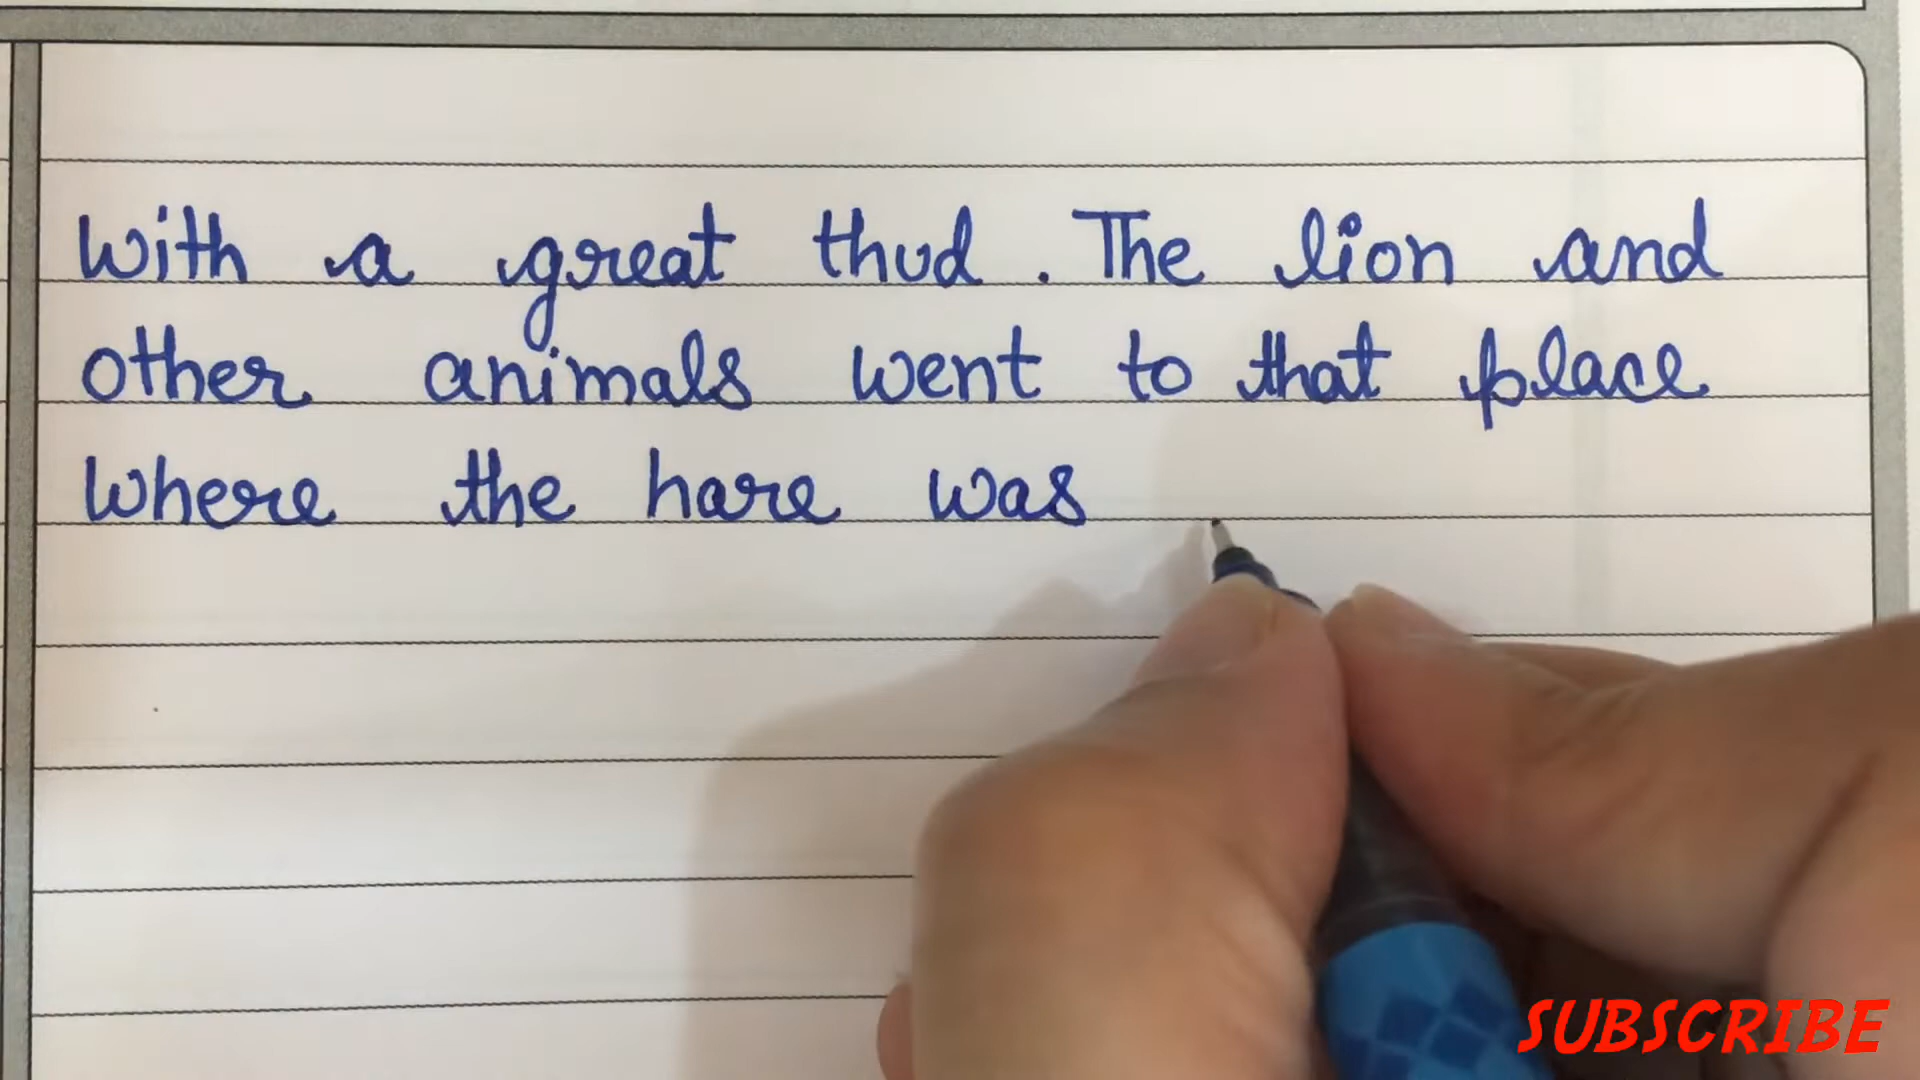 With a great thud. The lion and
other animals went to that place
where the hare was
SUBSCRIBE